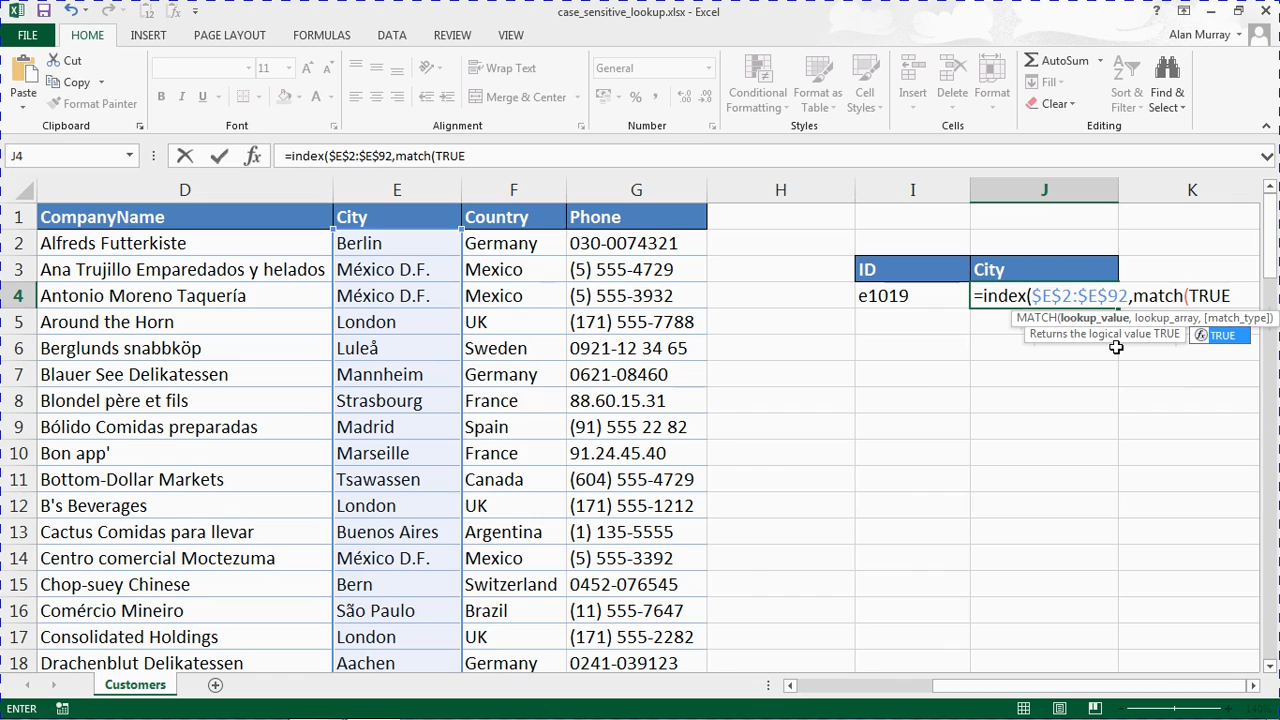 case_sensitive_lookup.xlsx - Excel
FILE HOME INSERT PAGE LAYOUT FORMULAS DATA REVIEW VIEW Alan Murray
Paste
Cut
Copy
Format Painter
Clipboard
11
Font
Wrap Text
Merge & Center
Alignment
General
Number
Conditional Formatting
Format as Table
Cell Styles
Styles
Insert
Delete
Format
Cells
AutoSum
Fill
Clear
Sort & Filter
Find & Select
Editing
J4 =index($E$2:$E$92,match(TRUE
D E F G H I J K
1 CompanyName City Country Phone
2 Alfreds Futterkiste Berlin Germany 030-0074321
3 Ana Trujillo Emparedados y helados México D.F. Mexico (5) 555-4729 ID City
4 Antonio Moreno Taquería México D.F. Mexico (5) 555-3932 e1019 =index($E$2:$E$92,match(TRUE
MATCH(lookup_value, lookup_array, [match_type])
5 Around the Horn London UK (171) 555-7788
Returns the logical value TRUE TRUE
6 Berglunds snabbköp Luleå Sweden 0921-12 34 65
7 Blauer See Delikatessen Mannheim Germany 0621-08460
8 Blondel père et fils Strasbourg France 88.60.15.31
9 Bólido Comidas preparadas Madrid Spain (91) 555 22 82
10 Bon app' Marseille France 91.24.45.40
11 Bottom-Dollar Markets Tsawassen Canada (604) 555-4729
12 B's Beverages London UK (171) 555-1212
13 Cactus Comidas para llevar Buenos Aires Argentina (1) 135-5555
14 Centro comercial Moctezuma México D.F. Mexico (5) 555-3392
15 Chop-suey Chinese Bern Switzerland 0452-076545
16 Comércio Mineiro São Paulo Brazil (11) 555-7647
17 Consolidated Holdings London UK (171) 555-2282
18 Drachenblut Delikatessen Aachen Germany 0241-039123
Customers
ENTER 140%